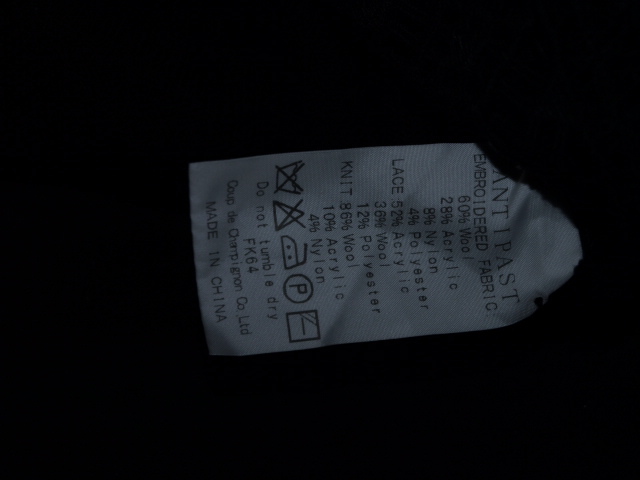 ANTIPAST
EMBROIDERED FABRIC:
60% Wool
28% Acrylic
8% Nylon
4% Polyester
LACE 52% Acrylic
36% Wool
12% Polyester
KNIT 86% Wool
10% Acrylic
4% Nylon
P
Do not tumble dry
FK64
Coup de Champignon Co,Ltd
MADE IN CHINA